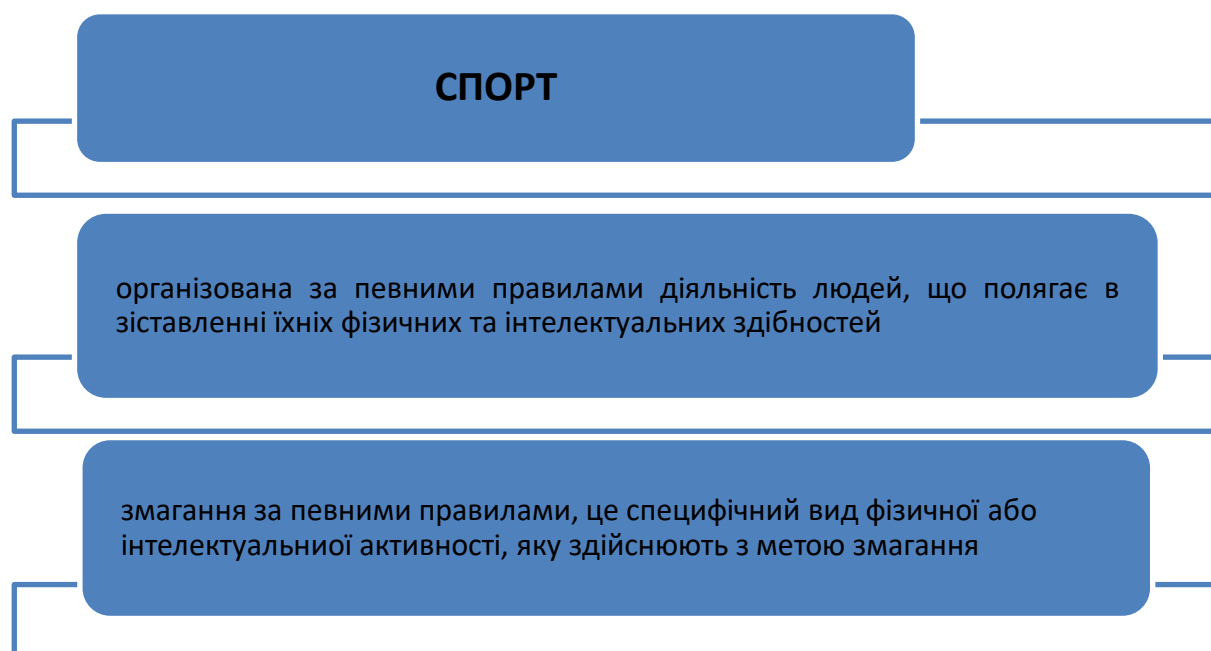 СПОРТ
організована за певними правилами діяльність людей, що полягає в
зіставленні їхніх фізичних та інтелектуальних здібностей
змагання за певними правилами, це специфічний вид фізичної або
інтелектуальниої активності, яку здійснюють з метою змагання